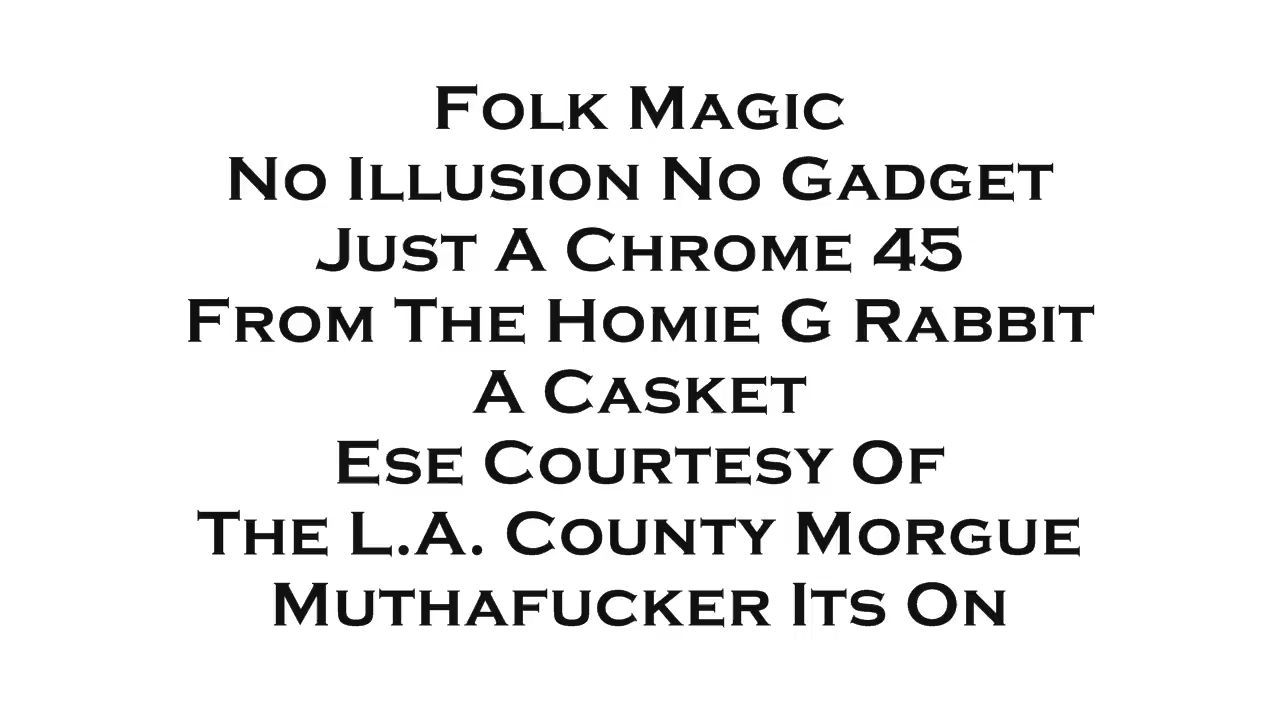 Folk Magic
No Illusion No Gadget
Just A Chrome 45
From The Homie G Rabbit
A Casket
Ese Courtesy Of
The L.A. County Morgue
Muthafucker Its On